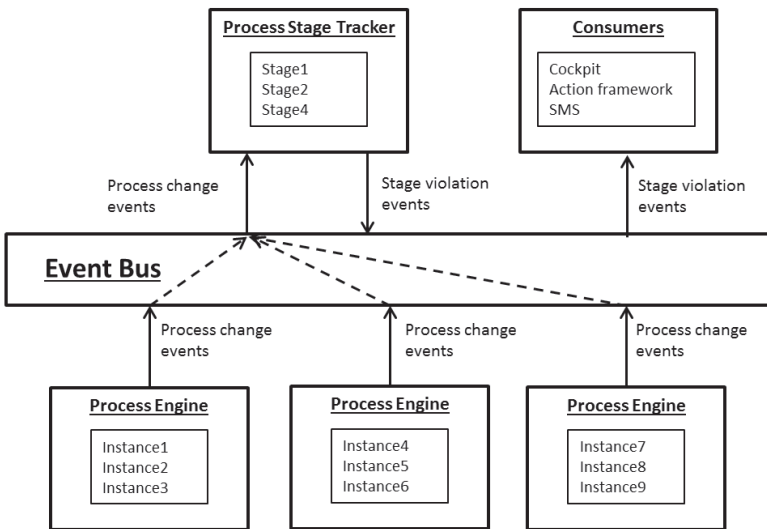 Process Stage Tracker
Stage1
Stage2
Stage4
Consumers
Cockpit
Action framework
SMS
Process change
events
Stage violation
events
Stage violation
events
Event Bus
Process change
events
Process change
events
Process change
events
Process Engine
Instance1
Instance2
Instance3
Process Engine
Instance4
Instance5
Instance6
Process Engine
Instance7
Instance8
Instance9